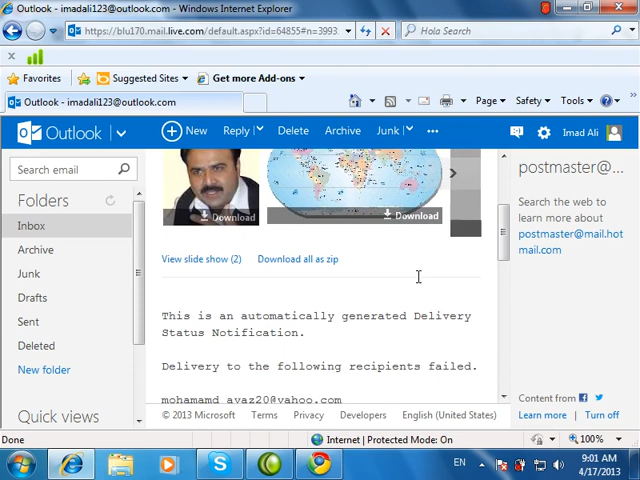 Outlook - imadali123@outlook.com - Windows Internet Explorer
https://blu170.mail.live.com/default.aspx?id=64855#n=3993
Hola Search
x
Favorites
Suggested Sites
Get more Add-ons
Outlook - imadali123@outlook.com
Page
Safety
Tools
Outlook
New
Reply
Delete
Archive
Junk
Imad Ali
Search email
Folders
Inbox
Archive
Junk
Drafts
Sent
Deleted
New folder
Quick views
Download
Download
View slide show (2)
Download all as zip
This is an automatically generated Delivery
Status Notification.
Delivery to the following recipients failed.
mohamamd_ayaz20@yahoo.com
postmaster@...
Search the web to
learn more about
postmaster@mail.hot
mail.com
Content from
Learn more
Turn off
© 2013 Microsoft
Terms
Privacy
Developers
English (United States)
Done
Internet | Protected Mode: On
100%
EN
9:01 AM
4/17/2013